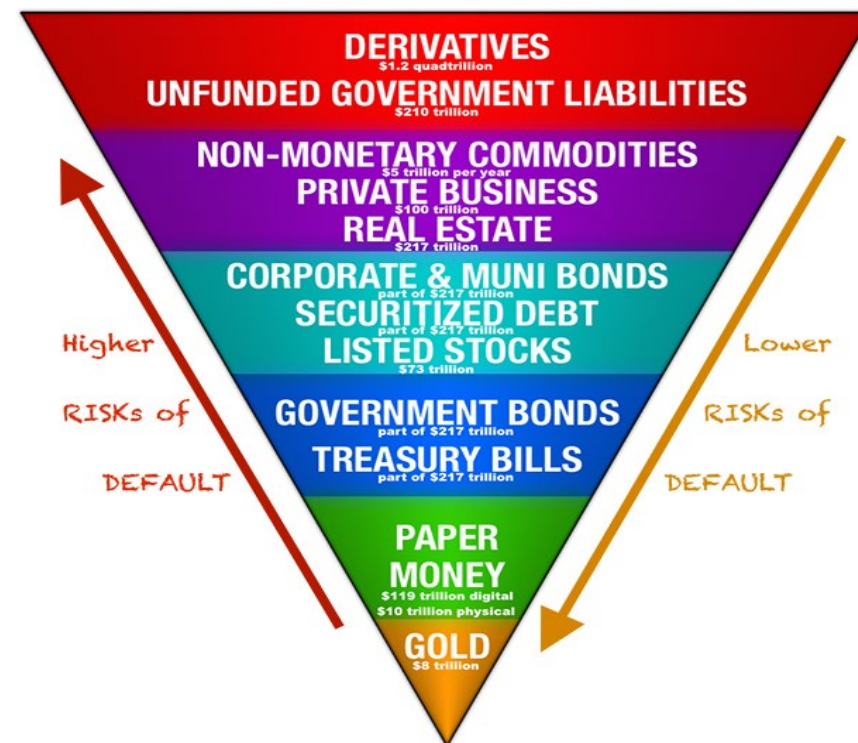 DERIVATIVES
$1.2 quadtrillion
UNFUNDED GOVERNMENT LIABILITIES
$210 trillion
NON-MONETARY COMMODITIES
$5 trillion per year
PRIVATE BUSINESS
$100 trillion
REAL ESTATE
$217 trillion
CORPORATE & MUNI BONDS
part of $217 trillion
SECURITIZED DEBT
part of $217 trillion
LISTED STOCKS
$73 trillion
GOVERNMENT BONDS
part of $217 trillion
TREASURY BILLS
part of $217 trillion
PAPER
MONEY
$119 trillion digital
$10 trillion physical
GOLD
$8 trillion
Higher
RISKs of
DEFAULT
Lower
RISKs of
DEFAULT